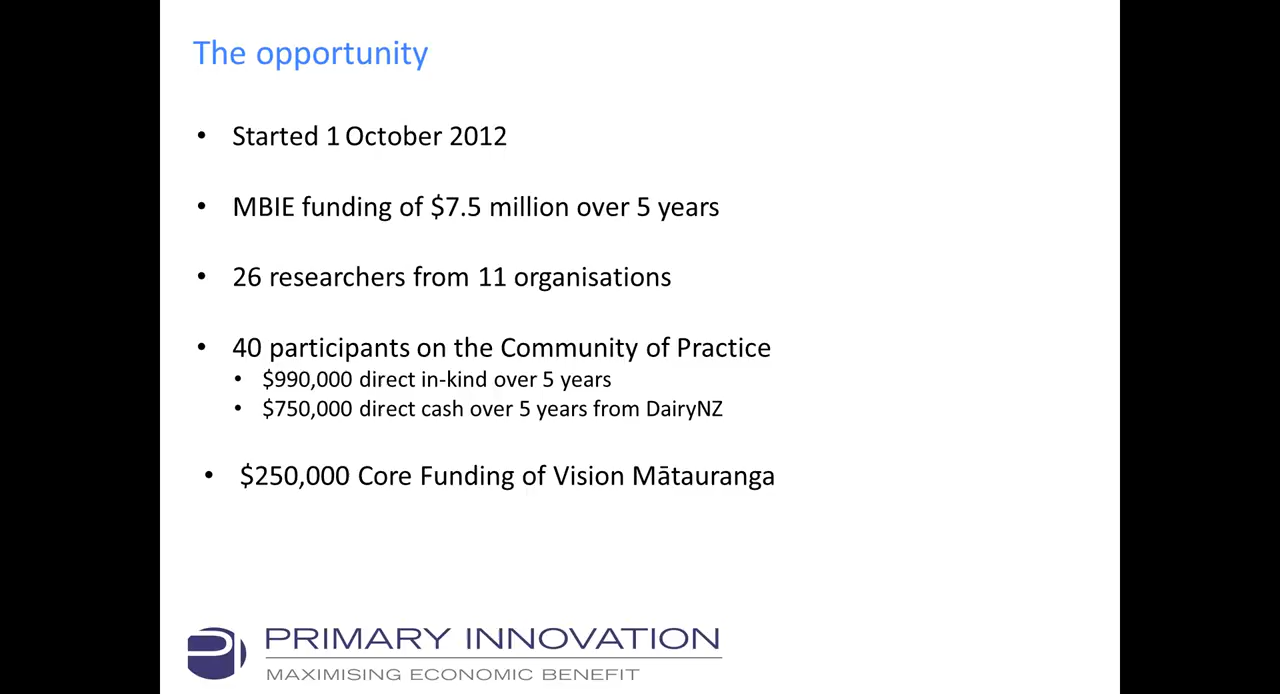 The opportunity
• Started 1 October 2012
• MBIE funding of $7.5 million over 5 years
• 26 researchers from 11 organisations
• 40 participants on the Community of Practice
• $990,000 direct in-kind over 5 years
• $750,000 direct cash over 5 years from DairyNZ
• $250,000 Core Funding of Vision Mātauranga
PRIMARY INNOVATION
MAXIMISING ECONOMIC BENEFIT